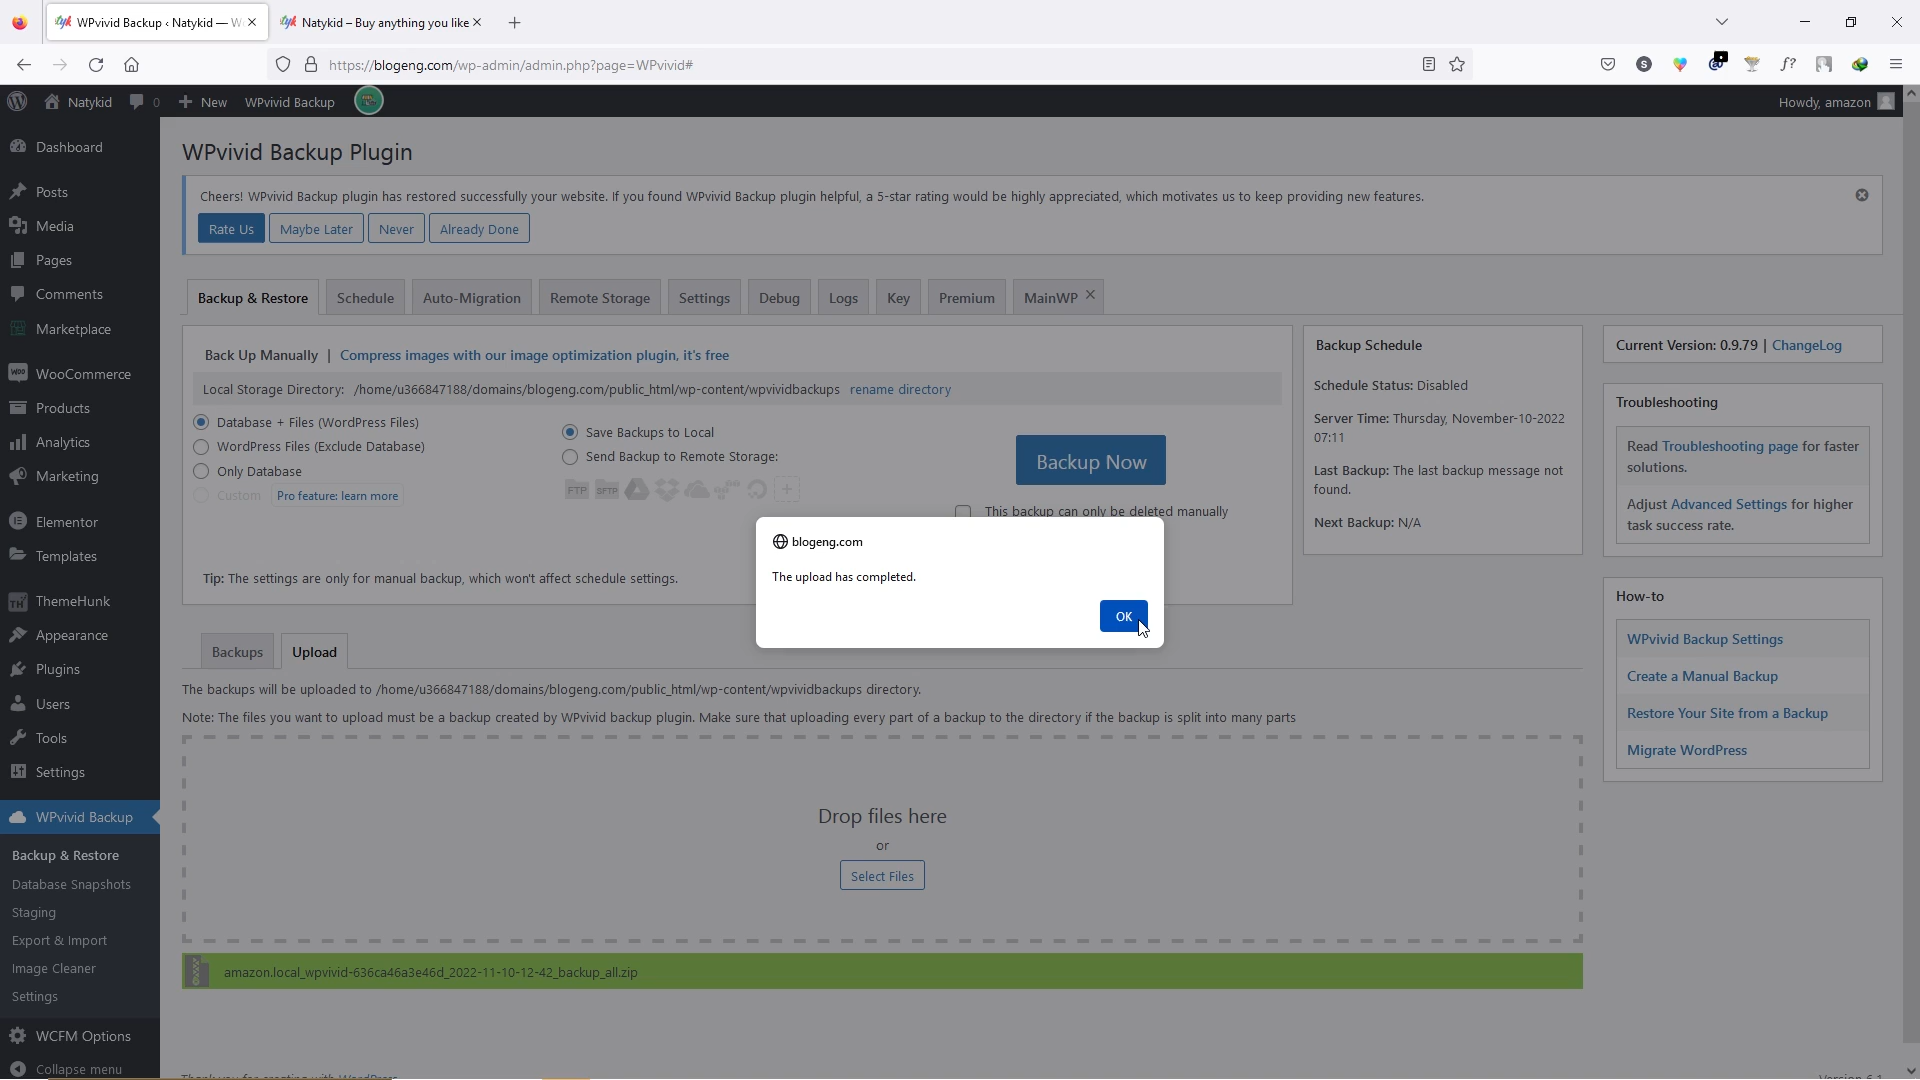 WPvivid Backup ‹ Natykid — W
Natykid – Buy anything you like
https://blogeng.com/wp-admin/admin.php?page=WPvivid#
S
f?
Natykid
0
New
WPvivid Backup
Howdy, amazon
Dashboard
Posts
Media
Pages
Comments
Marketplace
WooCommerce
Products
Analytics
Marketing
Elementor
Templates
ThemeHunk
Appearance
Plugins
Users
Tools
Settings
WPvivid Backup
Backup & Restore
Database Snapshots
Staging
Export & Import
Image Cleaner
Settings
WCFM Options
Collapse menu
WPvivid Backup Plugin
Cheers! WPvivid Backup plugin has restored successfully your website. If you found WPvivid Backup plugin helpful, a 5-star rating would be highly appreciated, which motivates us to keep providing new features.
Rate Us
Maybe Later
Never
Already Done
Backup & Restore
Schedule
Auto-Migration
Remote Storage
Settings
Debug
Logs
Key
Premium
MainWP
Back Up Manually | Compress images with our image optimization plugin, it's free
Local Storage Directory: /home/u366847188/domains/blogeng.com/public_html/wp-content/wpvividbackups rename directory
Database + Files (WordPress Files)
WordPress Files (Exclude Database)
Only Database
Custom Pro feature: learn more
Save Backups to Local
Send Backup to Remote Storage:
FTP
SFTP
Backup Now
This backup can only be deleted manually
Tip: The settings are only for manual backup, which won't affect schedule settings.
blogeng.com
The upload has completed.
OK
Backup Schedule
Schedule Status: Disabled
Server Time: Thursday, November-10-2022
07:11
Last Backup: The last backup message not
found.
Next Backup: N/A
Current Version: 0.9.79 | ChangeLog
Troubleshooting
Read Troubleshooting page for faster
solutions.
Adjust Advanced Settings for higher
task success rate.
How-to
WPvivid Backup Settings
Create a Manual Backup
Restore Your Site from a Backup
Migrate WordPress
Backups
Upload
The backups will be uploaded to /home/u366847188/domains/blogeng.com/public_html/wp-content/wpvividbackups directory.
Note: The files you want to upload must be a backup created by WPvivid backup plugin. Make sure that uploading every part of a backup to the directory if the backup is split into many parts
Drop files here
or
Select Files
amazon.local_wpvivid-636ca46a3e46d_2022-11-10-12-42_backup_all.zip
Thank you for creating with WordPress
Version 6.1